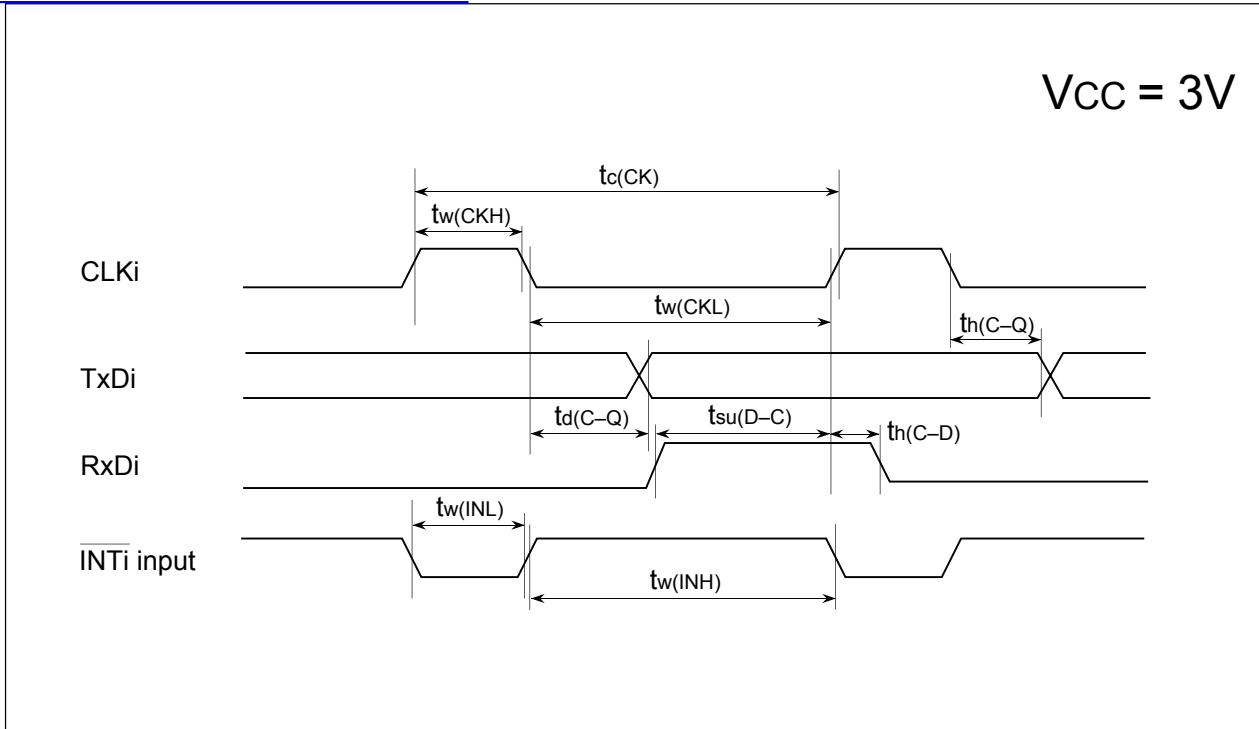 VCC = 3V
tc(CK)
tw(CKH)
CLKi
tw(CKL)
th(C–Q)
TxDi
td(C–Q) tsu(D–C) th(C–D)
RxDi
tw(INL)
INTi input
tw(INH)